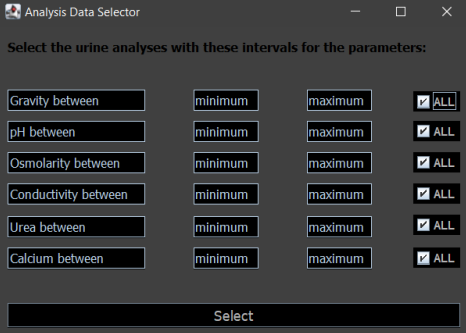 Analysis Data Selector
Select the urine analyses with these intervals for the parameters:
Gravity between minimum maximum ALL
pH between minimum maximum ALL
Osmolarity between minimum maximum ALL
Conductivity between minimum maximum ALL
Urea between minimum maximum ALL
Calcium between minimum maximum ALL
Select